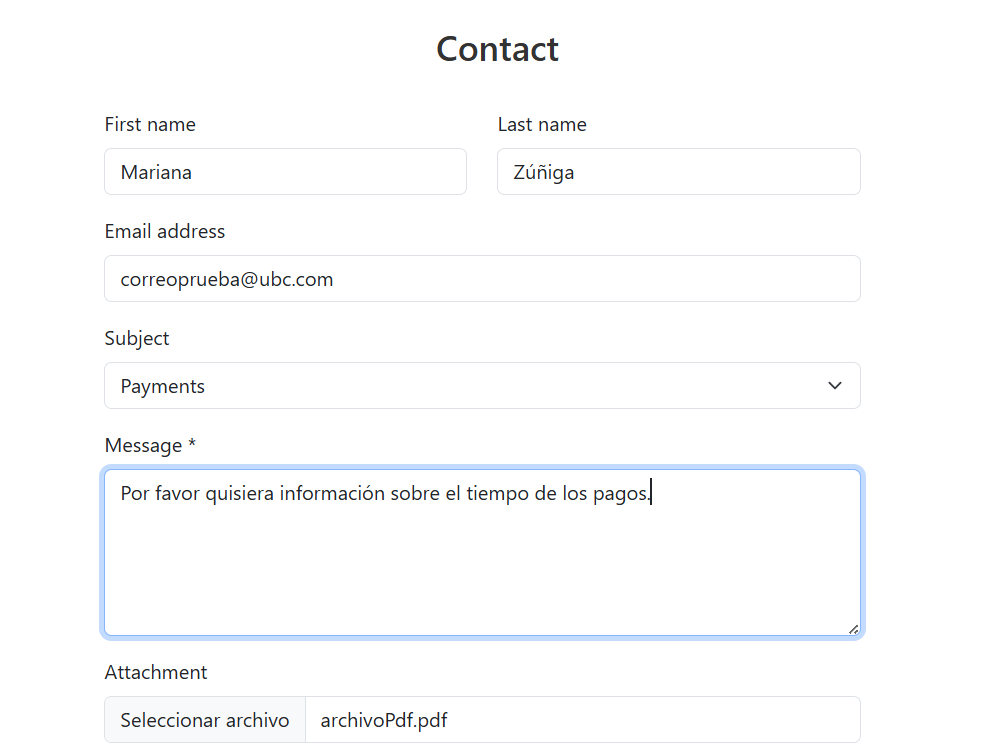 Contact
First name
Last name
Mariana
Zúñiga
Email address
correoprueba@ubc.com
Subject
Payments
Message *
Por favor quisiera información sobre el tiempo de los pagos.
Attachment
Seleccionar archivo
archivoPdf.pdf